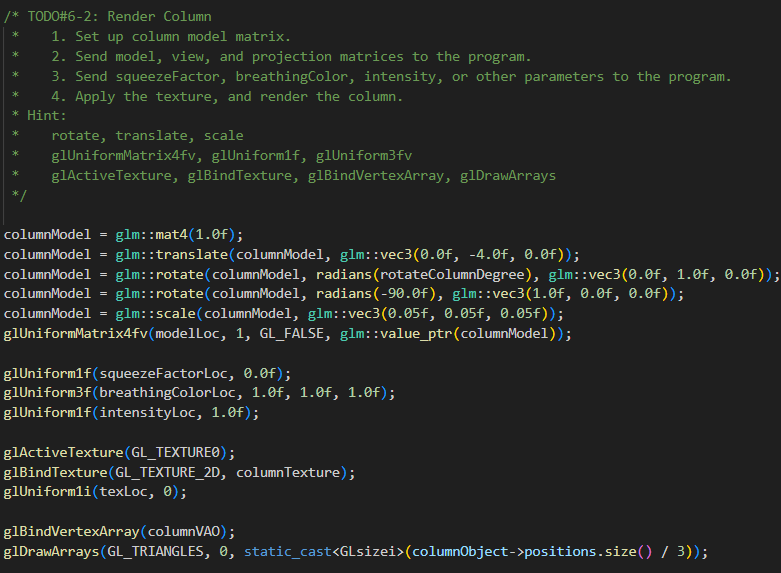 /* TODO#6-2: Render Column
 *    1. Set up column model matrix.
 *    2. Send model, view, and projection matrices to the program.
 *    3. Send squeezeFactor, breathingColor, intensity, or other parameters to the program.
 *    4. Apply the texture, and render the column.
 * Hint:
 *    rotate, translate, scale
 *    glUniformMatrix4fv, glUniform1f, glUniform3fv
 *    glActiveTexture, glBindTexture, glBindVertexArray, glDrawArrays
 */
columnModel = glm::mat4(1.0f);
columnModel = glm::translate(columnModel, glm::vec3(0.0f, -4.0f, 0.0f));
columnModel = glm::rotate(columnModel, radians(rotateColumnDegree), glm::vec3(0.0f, 1.0f, 0.0f));
columnModel = glm::rotate(columnModel, radians(-90.0f), glm::vec3(1.0f, 0.0f, 0.0f));
columnModel = glm::scale(columnModel, glm::vec3(0.05f, 0.05f, 0.05f));
glUniformMatrix4fv(modelLoc, 1, GL_FALSE, glm::value_ptr(columnModel));
glUniform1f(squeezeFactorLoc, 0.0f);
glUniform3f(breathingColorLoc, 1.0f, 1.0f, 1.0f);
glUniform1f(intensityLoc, 1.0f);
glActiveTexture(GL_TEXTURE0);
glBindTexture(GL_TEXTURE_2D, columnTexture);
glUniform1i(texLoc, 0);
glBindVertexArray(columnVAO);
glDrawArrays(GL_TRIANGLES, 0, static_cast<GLsizei>(columnObject->positions.size() / 3));